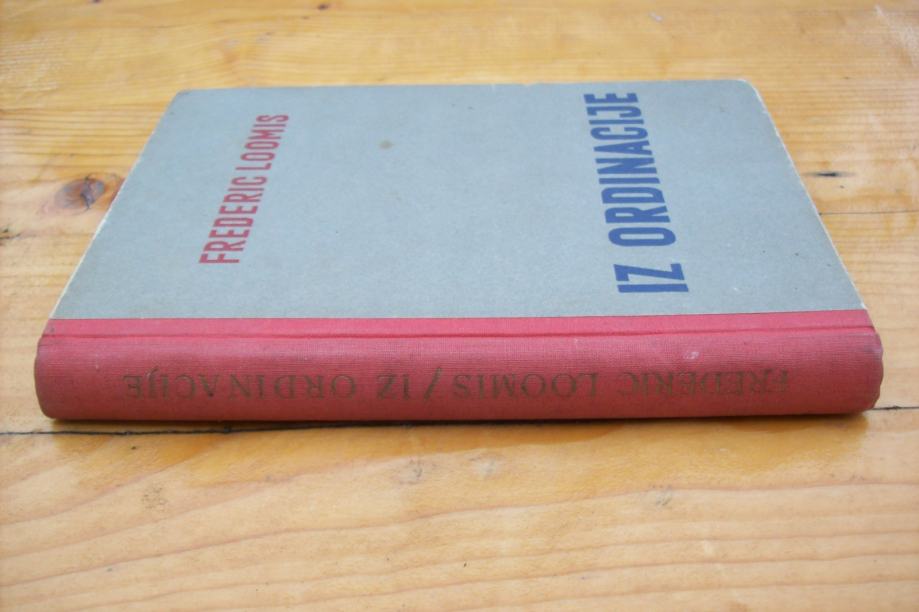 FREDERIC LOOMIS
IZ ORDINACIJE
FREDERIC LOOMIS / IZ ORDINACIJE